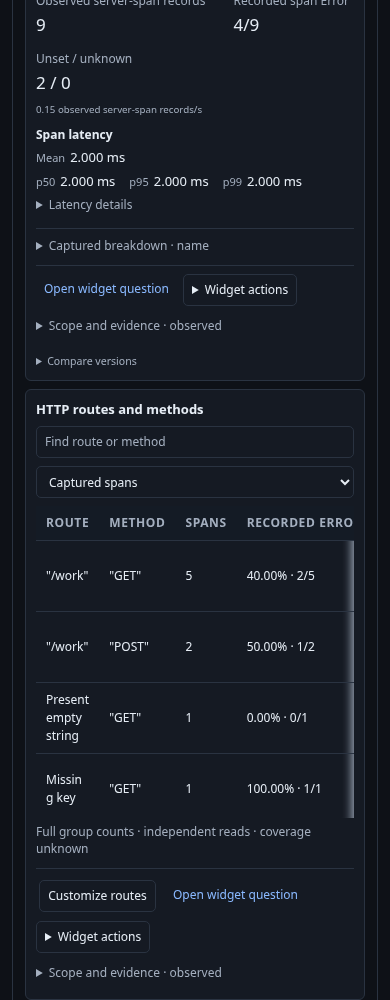 Observed server-span records Recorded span Error
9 4/9
Unset / unknown
2 / 0
0.15 observed server-span records/s
Span latency
Mean 2.000 ms
p50 2.000 ms p95 2.000 ms p99 2.000 ms
▶ Latency details
▶ Captured breakdown · name
Open widget question ▶ Widget actions
▶ Scope and evidence · observed
▶ Compare versions
HTTP routes and methods
Find route or method
Captured spans
ROUTE METHOD SPANS RECORDED ERRO
"/work" "GET" 5 40.00% · 2/5
"/work" "POST" 2 50.00% · 1/2
Present
empty "GET" 1 0.00% · 0/1
string
Missin
g key "GET" 1 100.00% · 1/1
Full group counts · independent reads · coverage
unknown
Customize routes Open widget question
▶ Widget actions
▶ Scope and evidence · observed